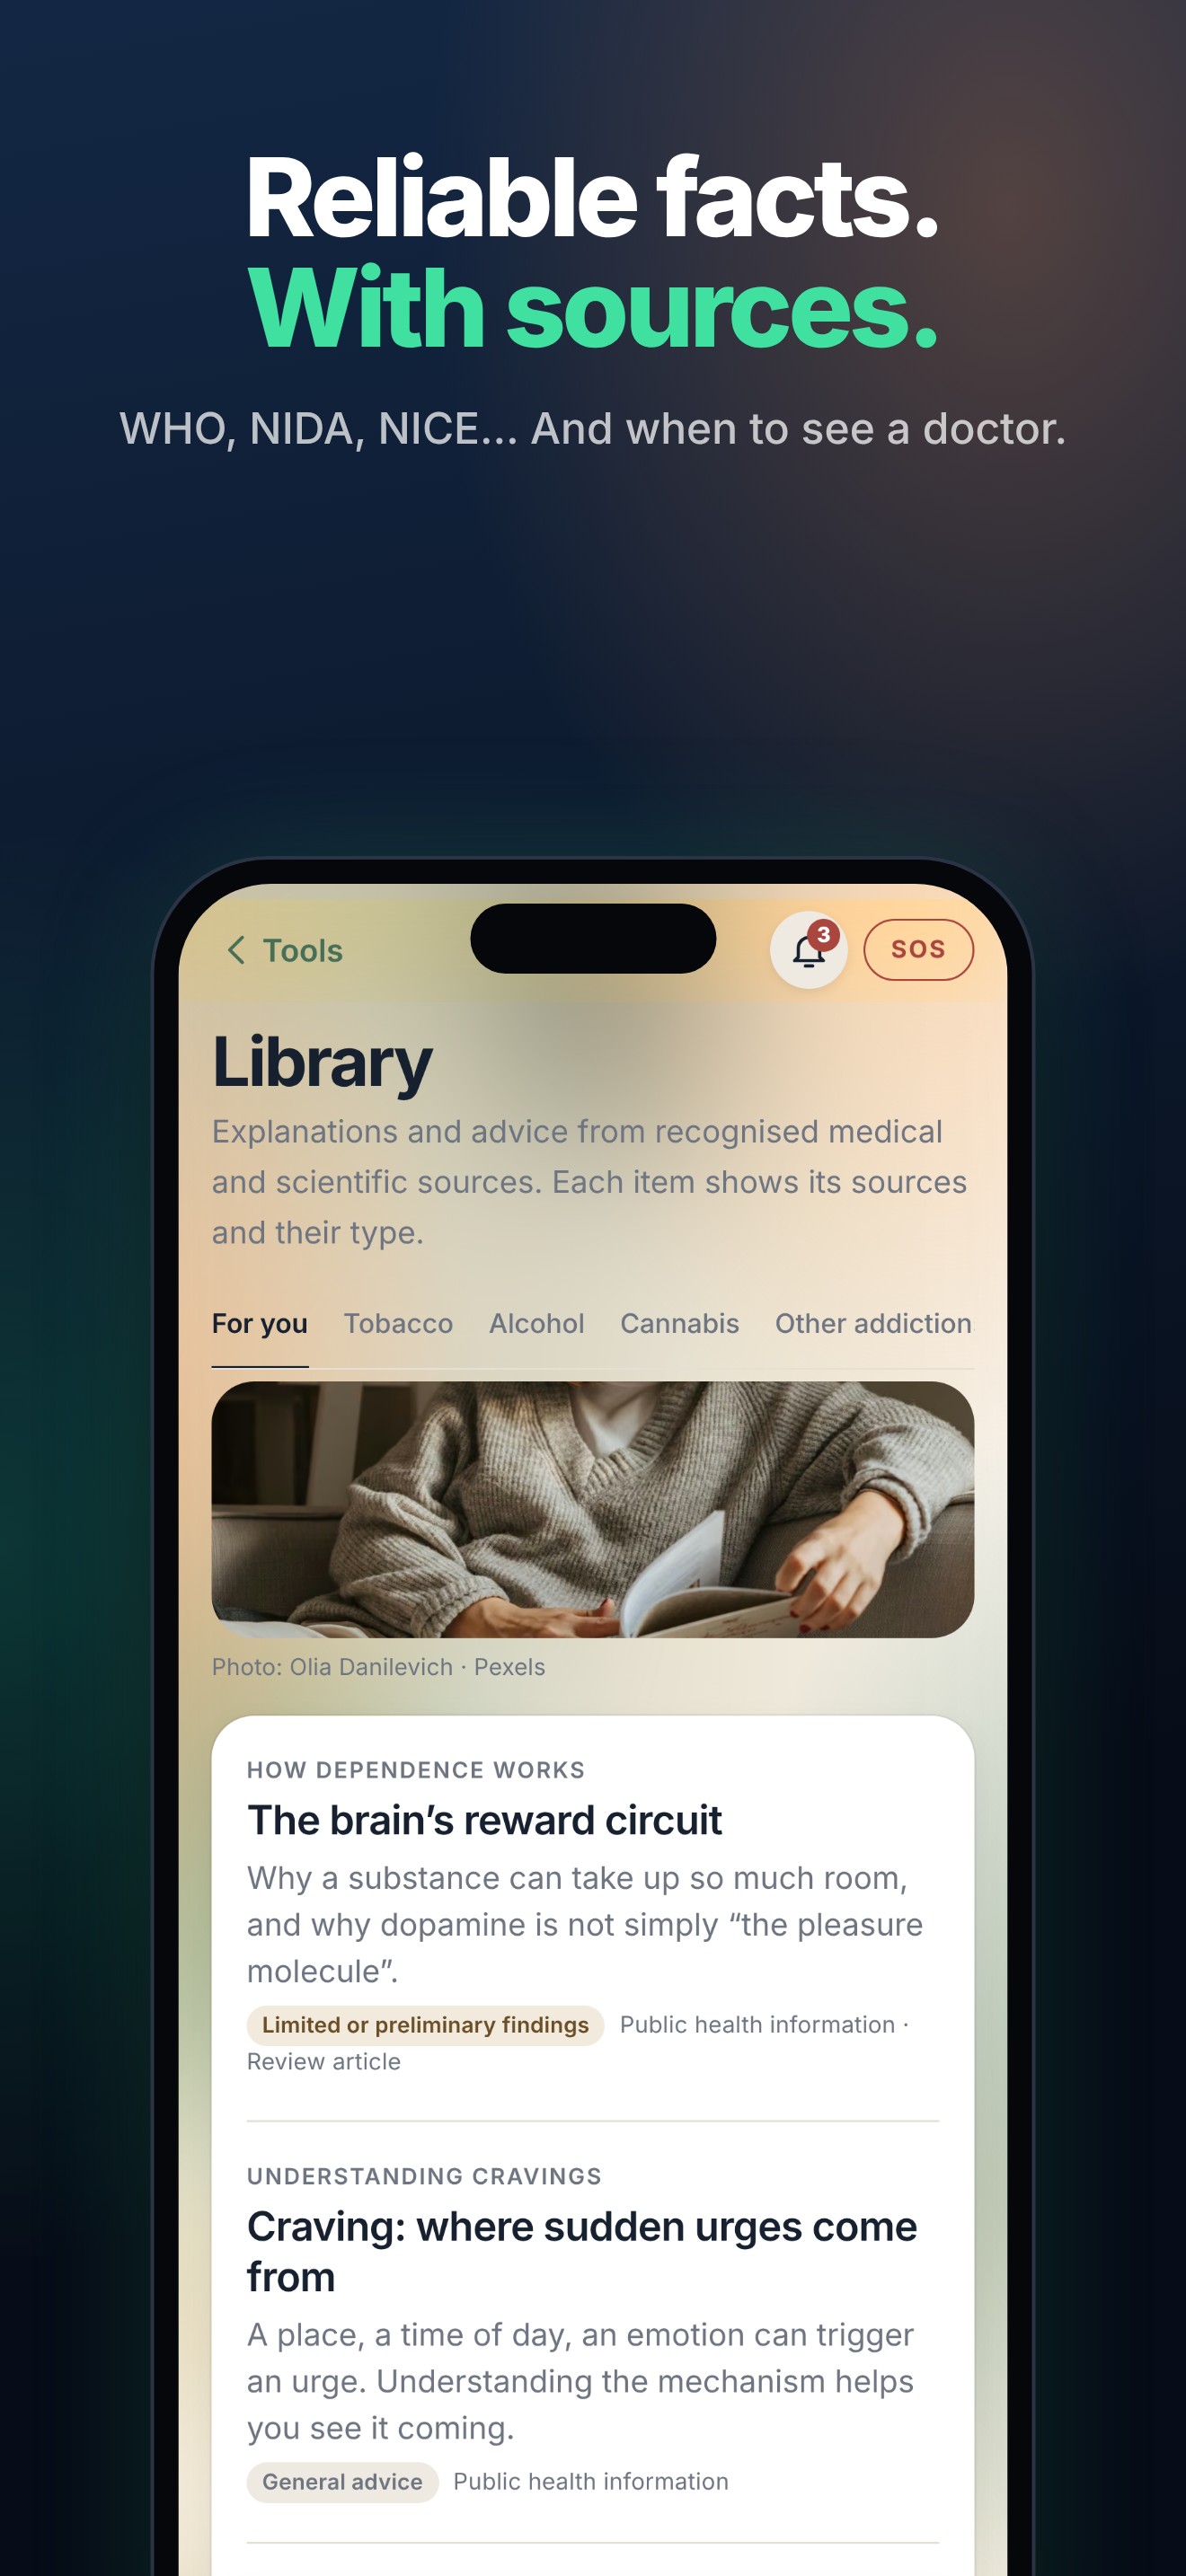 Reliable facts.
With sources.
WHO, NIDA, NICE... And when to see a doctor.
Tools
3
SOS
Library
Explanations and advice from recognised medical
and scientific sources. Each item shows its sources
and their type.
For you Tobacco Alcohol Cannabis Other addiction
Photo: Olia Danilevich · Pexels
HOW DEPENDENCE WORKS
The brain’s reward circuit
Why a substance can take up so much room,
and why dopamine is not simply “the pleasure
molecule”.
Limited or preliminary findings Public health information ·
Review article
UNDERSTANDING CRAVINGS
Craving: where sudden urges come
from
A place, a time of day, an emotion can trigger
an urge. Understanding the mechanism helps
you see it coming.
General advice Public health information